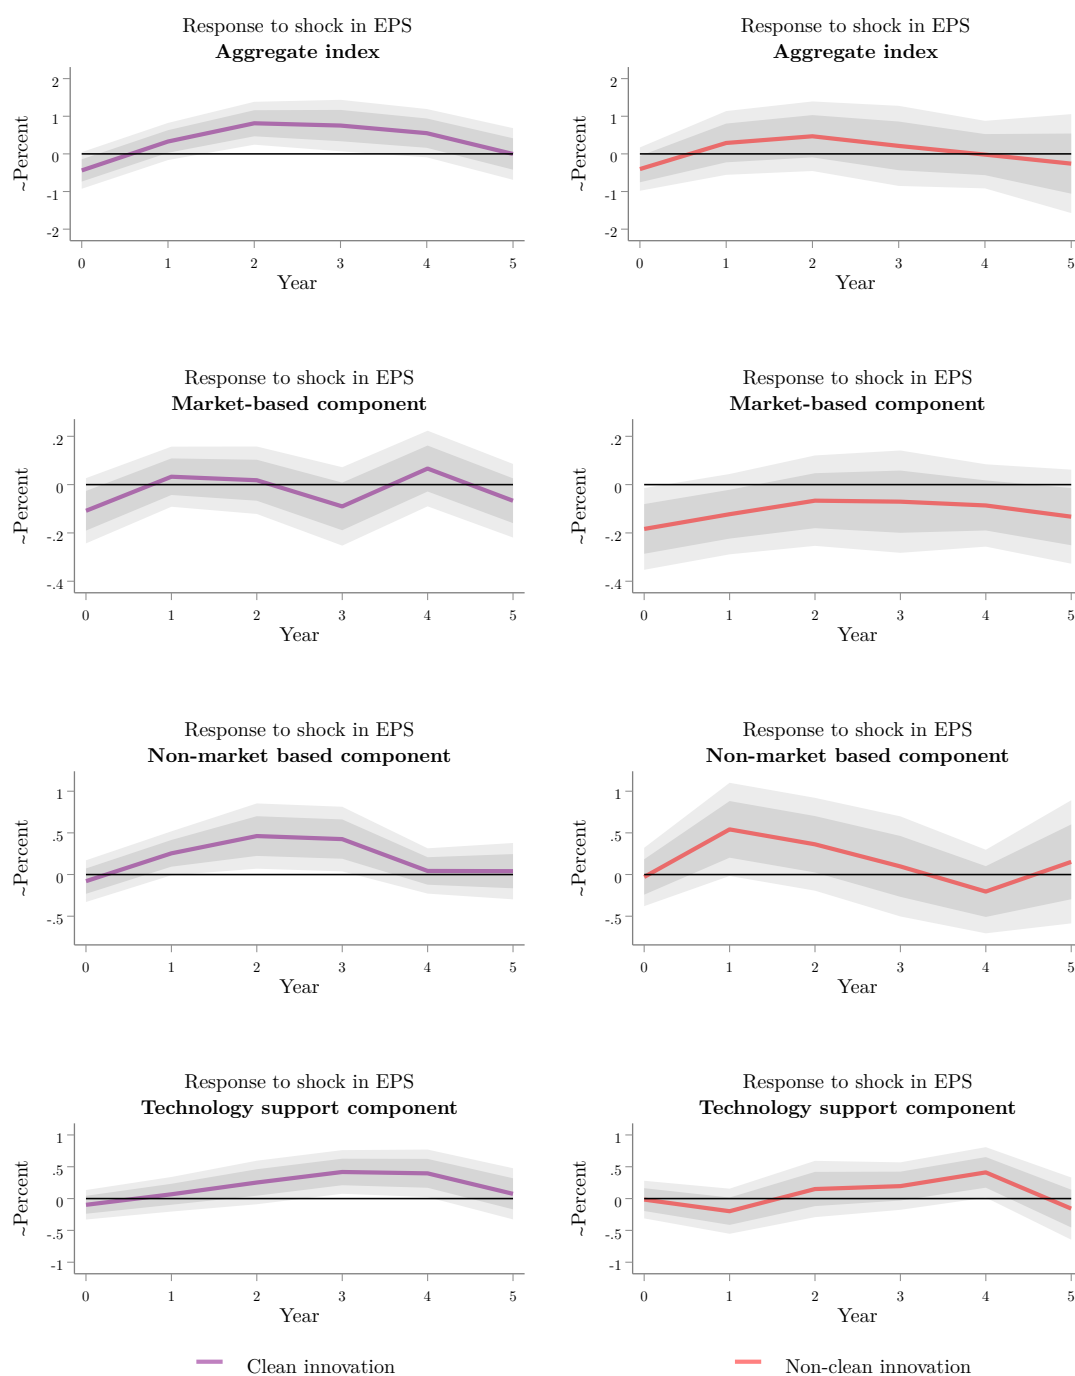 Response to shock in EPS
Aggregate index
~Percent
2
1
0
-1
-2
0 1 2 3 4 5
Year
Response to shock in EPS
Aggregate index
~Percent
2
1
0
-1
-2
0 1 2 3 4 5
Year
Response to shock in EPS
Market-based component
~Percent
.2
0
-.2
-.4
0 1 2 3 4 5
Year
Response to shock in EPS
Market-based component
~Percent
.2
0
-.2
-.4
0 1 2 3 4 5
Year
Response to shock in EPS
Non-market based component
~Percent
1
.5
0
-.5
0 1 2 3 4 5
Year
Response to shock in EPS
Non-market based component
~Percent
1
.5
0
-.5
0 1 2 3 4 5
Year
Response to shock in EPS
Technology support component
~Percent
1
.5
0
-.5
-1
0 1 2 3 4 5
Year
Response to shock in EPS
Technology support component
~Percent
1
.5
0
-.5
-1
0 1 2 3 4 5
Year
Clean innovation
Non-clean innovation